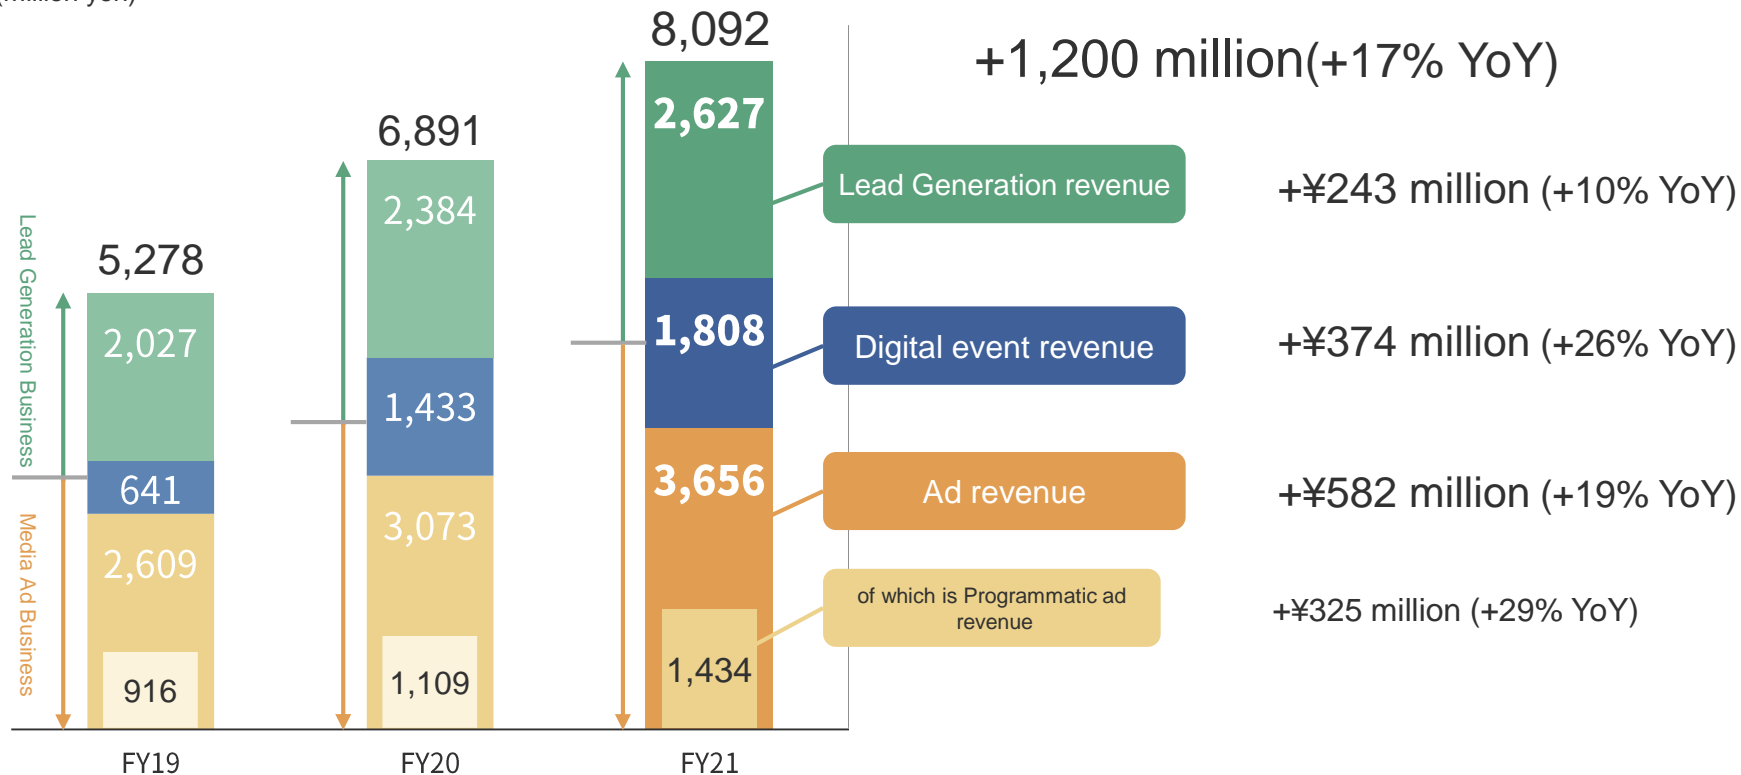 (million yen)
8,092
+1,200 million(+17% YoY)
2,627
6,891
Lead Generation revenue
+¥243 million (+10% YoY)
2,384
5,278
Lead Generation Business
2,027
1,808
Digital event revenue
+¥374 million (+26% YoY)
1,433
641
3,656
Ad revenue
+¥582 million (+19% YoY)
3,073
2,609
Media Ad Business
of which is Programmatic ad
revenue
+¥325 million (+29% YoY)
916
1,109
1,434
FY19
FY20
FY21